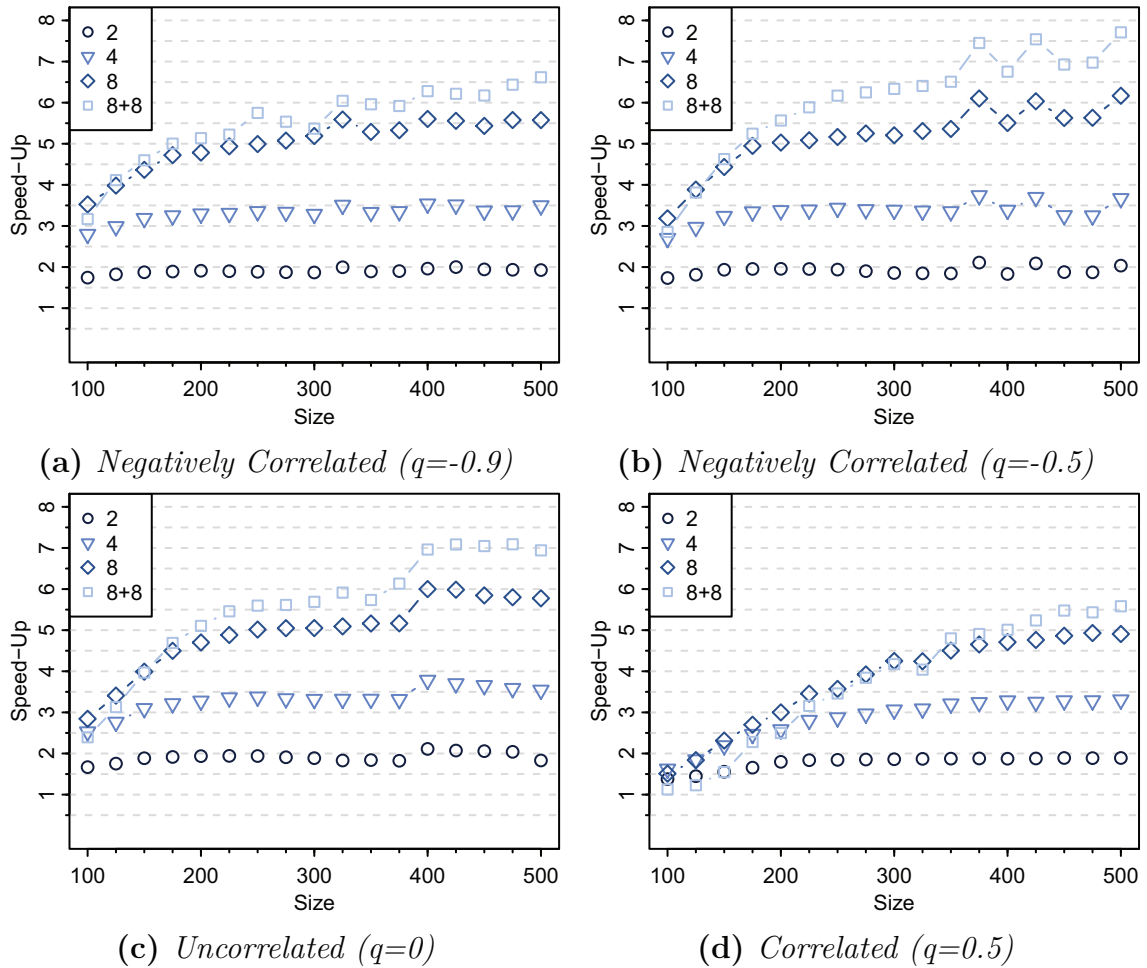 2
4
8
8+8
Speed−Up
1 2 3 4 5 6 7 8
100 200 300 400 500
Size
(a) Negatively Correlated (q=-0.9)
2
4
8
8+8
Speed−Up
1 2 3 4 5 6 7 8
100 200 300 400 500
Size
(b) Negatively Correlated (q=-0.5)
2
4
8
8+8
Speed−Up
1 2 3 4 5 6 7 8
100 200 300 400 500
Size
(c) Uncorrelated (q=0)
2
4
8
8+8
Speed−Up
1 2 3 4 5 6 7 8
100 200 300 400 500
Size
(d) Correlated (q=0.5)